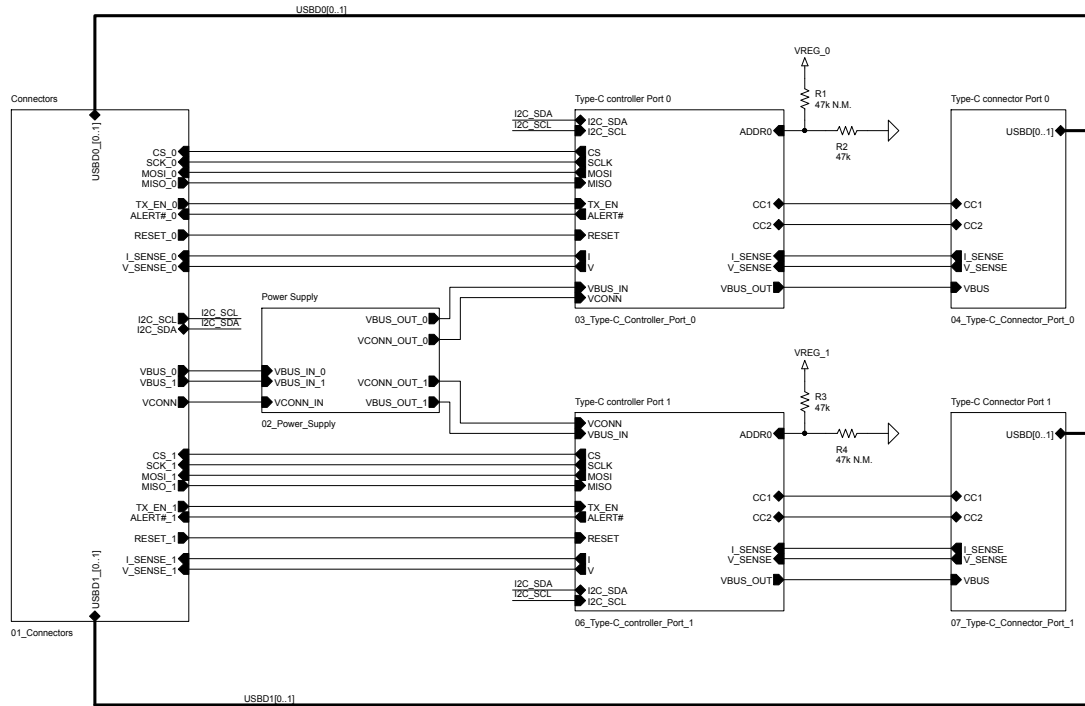 USBD0[0..1]
Connectors
USBD0_[0..1]
CS_0
SCK_0
MOSI_0
MISO_0
TX_EN_0
ALERT#_0
RESET_0
I_SENSE_0
V_SENSE_0
I2C_SCL
I2C_SDA
I2C_SCL
I2C_SDA
VBUS_0
VBUS_1
VCONN
CS_1
SCK_1
MOSI_1
MISO_1
TX_EN_1
ALERT#_1
RESET_1
I_SENSE_1
V_SENSE_1
USBD1_[0..1]
01_Connectors
Power Supply
VBUS_OUT_0
VCONN_OUT_0
VBUS_IN_0
VBUS_IN_1
VCONN_IN
VCONN_OUT_1
VBUS_OUT_1
02_Power_Supply
Type-C controller Port 0
I2C_SDA
I2C_SCL
I2C_SDA
I2C_SCL
CS
SCLK
MOSI
MISO
TX_EN
ALERT#
RESET
I
V
VBUS_IN
VCONN
ADDR0
CC1
CC2
I_SENSE
V_SENSE
VBUS_OUT
03_Type-C_Controller_Port_0
VREG_0
R1
47k N.M.
R2
47k
Type-C connector Port 0
USBD[0..1]
CC1
CC2
I_SENSE
V_SENSE
VBUS
04_Type-C_Connector_Port_0
Type-C controller Port 1
VCONN
VBUS_IN
CS
SCLK
MOSI
MISO
TX_EN
ALERT#
RESET
I
V
I2C_SDA
I2C_SCL
I2C_SDA
I2C_SCL
ADDR0
CC1
CC2
I_SENSE
V_SENSE
VBUS_OUT
06_Type-C_controller_Port_1
VREG_1
R3
47k
R4
47k N.M.
Type-C Connector Port 1
USBD[0..1]
CC1
CC2
I_SENSE
V_SENSE
VBUS
07_Type-C_Connector_Port_1
USBD1[0..1]